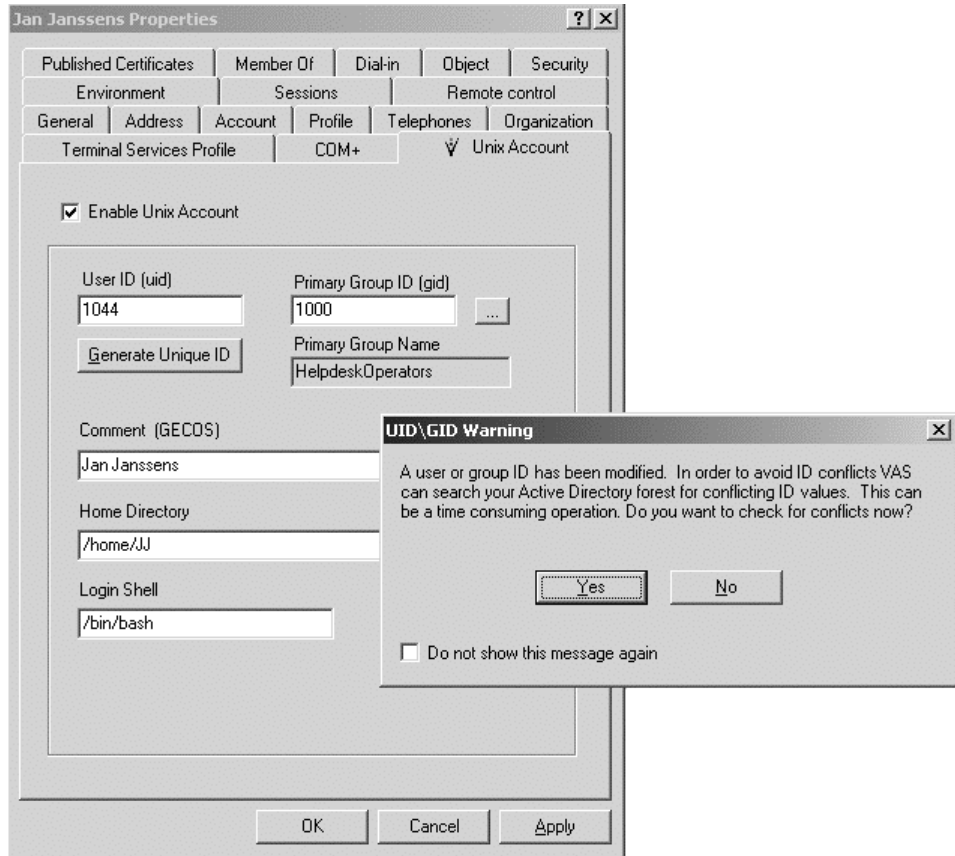 Jan Janssens Properties
Published Certificates Member Of Dial-in Object Security
Environment Sessions Remote control
General Address Account Profile Telephones Organization
Terminal Services Profile COM+ Unix Account
Enable Unix Account
User ID (uid) Primary Group ID (gid)
1044 1000 ...
Generate Unique ID Primary Group Name
HelpdeskOperators
Comment (GECOS)
Jan Janssens
Home Directory
/home/JJ
Login Shell
/bin/bash
UID\GID Warning
A user or group ID has been modified. In order to avoid ID conflicts VAS
can search your Active Directory forest for conflicting ID values. This can
be a time consuming operation. Do you want to check for conflicts now?
Yes No
Do not show this message again
OK Cancel Apply